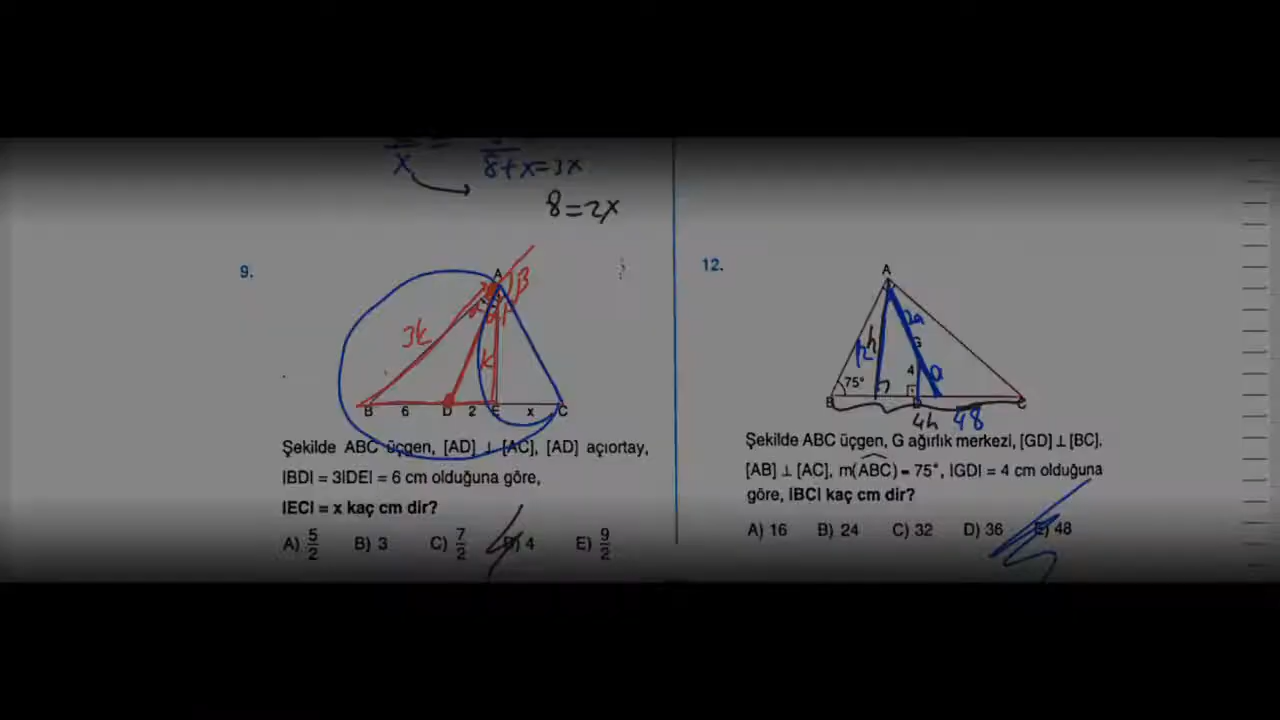 8+x=3x
x
8=2x
9.
A
β
3k
k
B
6
D
2
E
x
C
Şekilde ABC üçgen, [AD] ⊥ [AC], [AD] açıortay,
|BD| = 3|DE| = 6 cm olduğuna göre,
|EC| = x kaç cm dir?
A) 5/2 B) 3 C) 7/2 D) 4 E) 9/2
12.
A
2a
G
h
h
a
4
75°
B
D
C
4h
48
Şekilde ABC üçgen, G ağırlık merkezi, [GD] ⊥ [BC],
[AB] ⊥ [AC], m(ABC) = 75°, |GD| = 4 cm olduğuna
göre, |BC| kaç cm dir?
A) 16 B) 24 C) 32 D) 36 E) 48